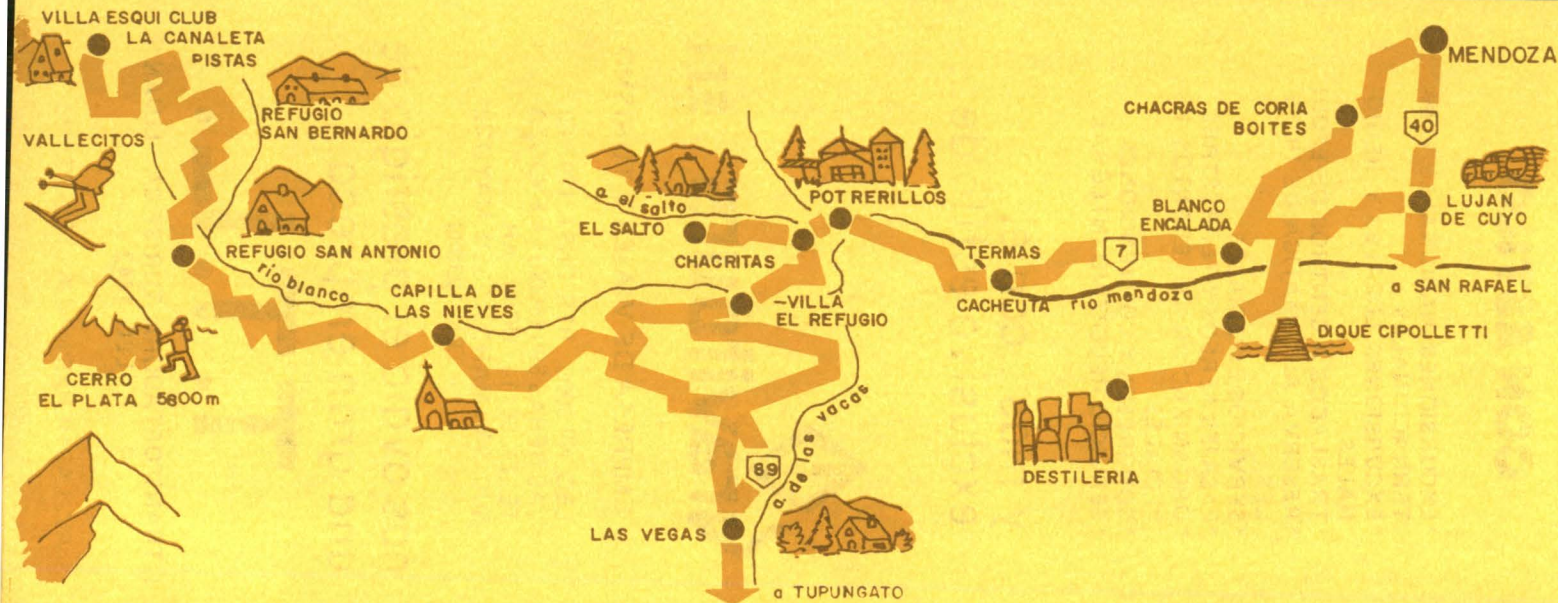 VILLA ESQUI CLUB
LA CANALETA
PISTAS
REFUGIO
SAN BERNARDO
VALLECITOS
REFUGIO SAN ANTONIO
río blanco
CERRO
EL PLATA 5800m
CAPILLA DE
LAS NIEVES
a el salto
EL SALTO
CHACRITAS
POTRERILLOS
VILLA
EL REFUGIO
a. de las vacas
89
LAS VEGAS
a TUPUNGATO
TERMAS
CACHEUTA
río mendoza
7
BLANCO
ENCALADA
CHACRAS DE CORIA
BOITES
MENDOZA
40
LUJAN
DE CUYO
a SAN RAFAEL
DIQUE CIPOLLETTI
DESTILERIA